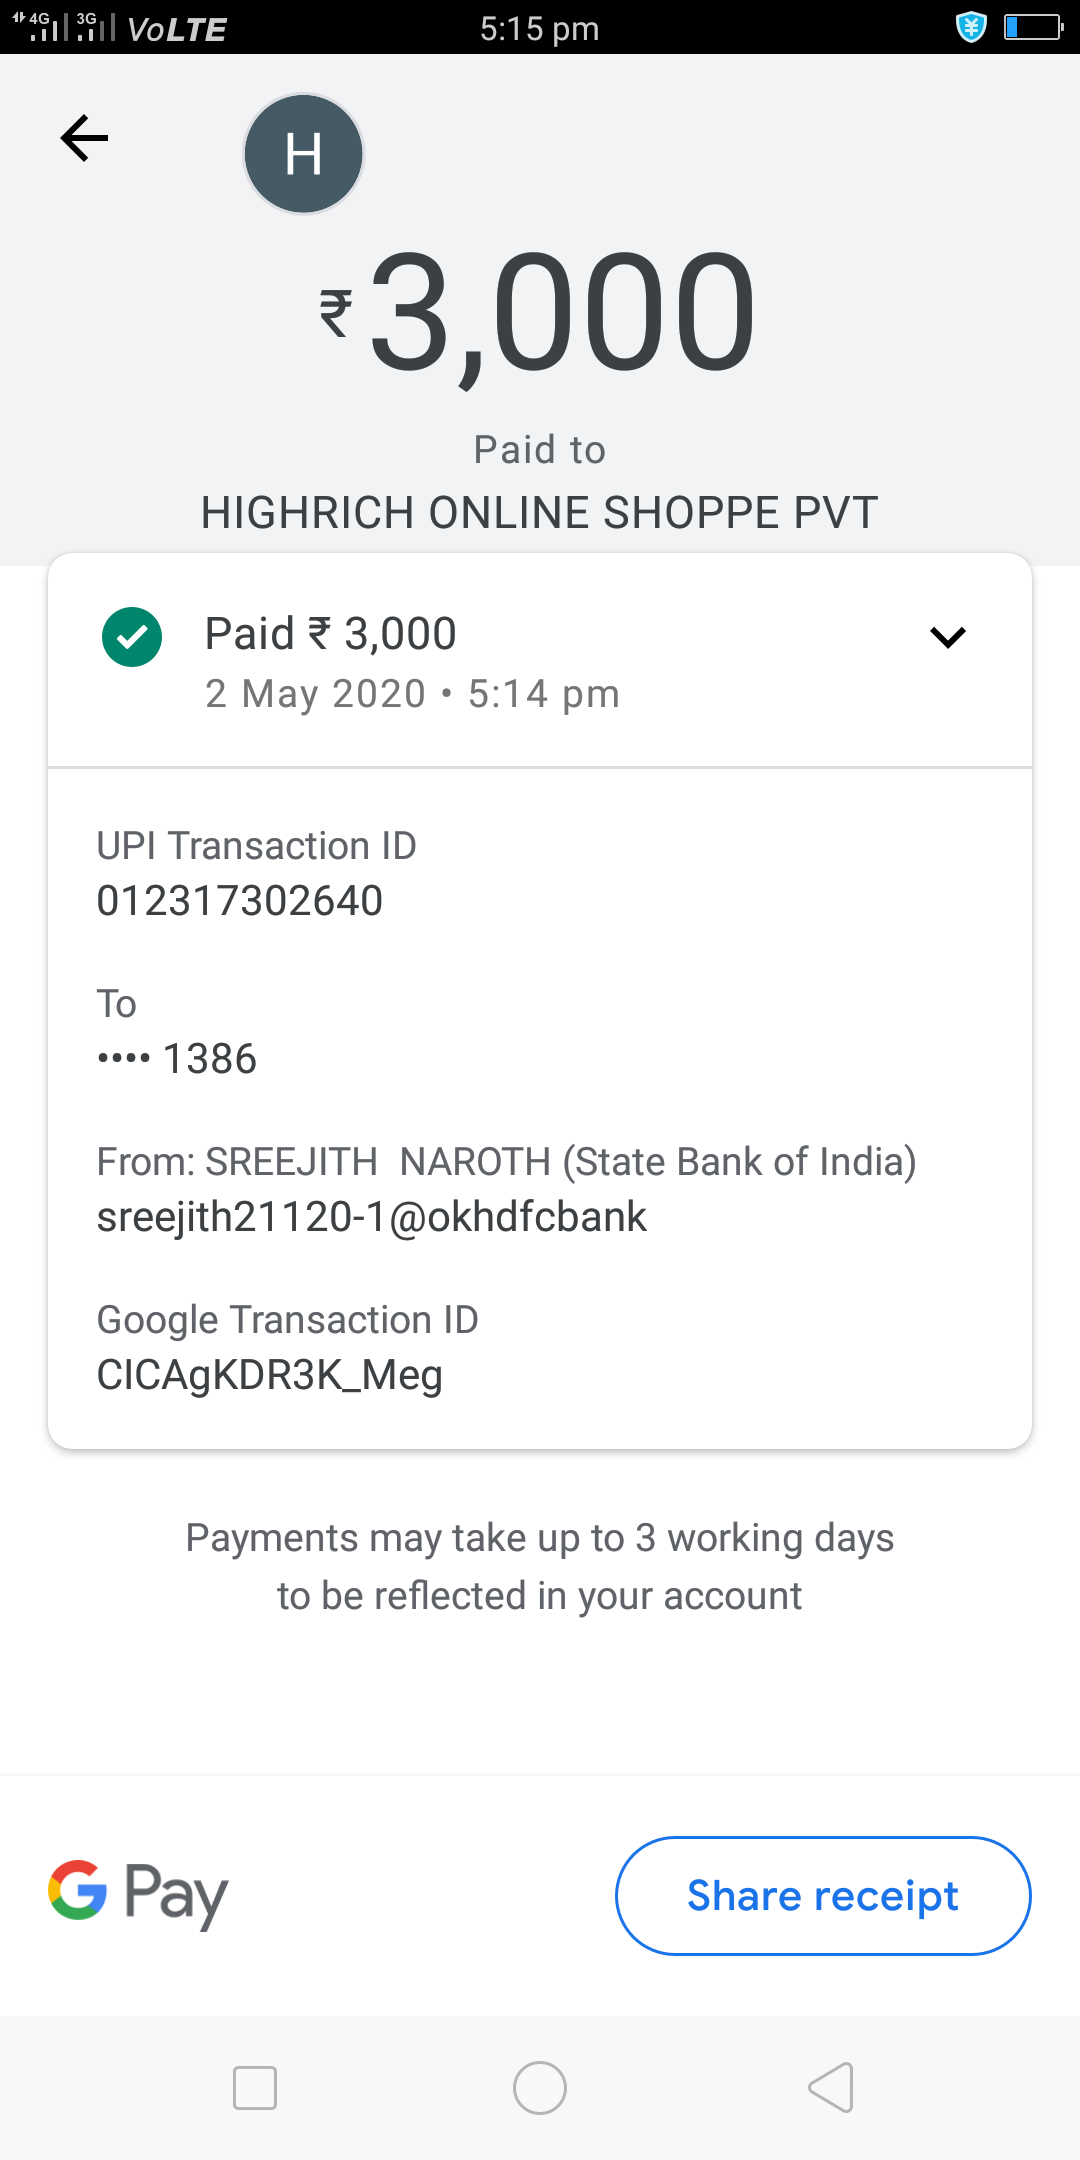 4G 3G VoLTE 5:15 pm
H
₹3,000
Paid to
HIGHRICH ONLINE SHOPPE PVT
Paid ₹ 3,000
2 May 2020 • 5:14 pm
UPI Transaction ID
012317302640
To
•••• 1386
From: SREEJITH  NAROTH (State Bank of India)
sreejith21120-1@okhdfcbank
Google Transaction ID
CICAgKDR3K_Meg
Payments may take up to 3 working days
to be reflected in your account
G Pay
Share receipt